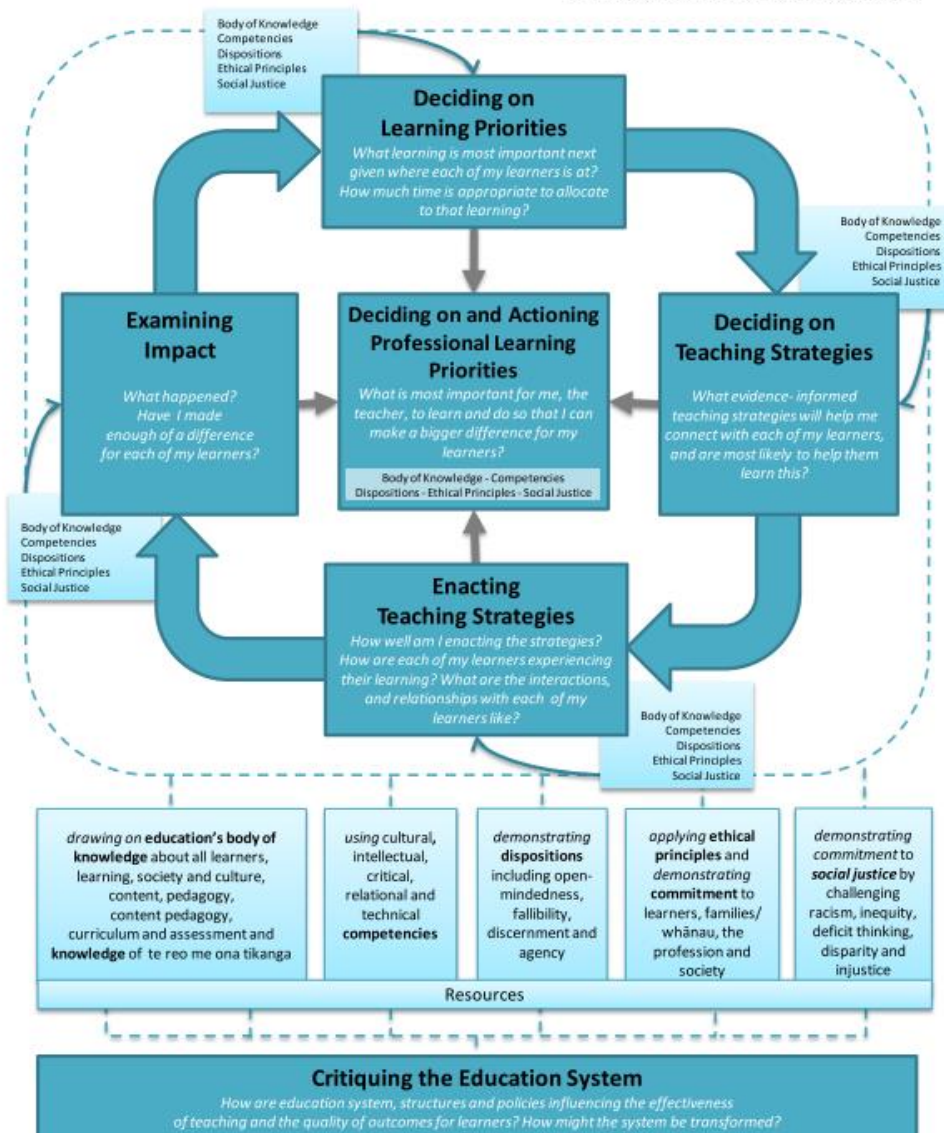 Body of Knowledge
Competencies
Dispositions
Ethical Principles
Social Justice
Deciding on
Learning Priorities
What learning is most important next
given where each of my learners is at?
How much time is appropriate to allocate
to that learning?
Body of Knowledge
Competencies
Dispositions
Ethical Principles
Social Justice
Examining
Impact
What happened?
Have I made
enough of a difference
for each of my learners?
Deciding on and Actioning
Professional Learning
Priorities
What is most important for me, the
teacher, to learn and do so that I can
make a bigger difference for my
learners?
Body of Knowledge - Competencies
Dispositions - Ethical Principles - Social Justice
Deciding on
Teaching Strategies
What evidence- informed
teaching strategies will help me
connect with each of my learners,
and are most likely to help them
learn this?
Body of Knowledge
Competencies
Dispositions
Ethical Principles
Social Justice
Enacting
Teaching Strategies
How well am I enacting the strategies?
How are each of my learners experiencing
their learning? What are the interactions,
and relationships with each of my
learners like?
Body of Knowledge
Competencies
Dispositions
Ethical Principles
Social Justice
drawing on education's body of
knowledge about all learners,
learning, society and culture,
content, pedagogy,
content pedagogy,
curriculum and assessment and
knowledge of te reo me ona tikanga
using cultural,
intellectual,
critical,
relational and
technical
competencies
demonstrating
dispositions
including open-
mindedness,
fallibility,
discernment and
agency
applying ethical
principles and
demonstrating
commitment to
learners, families/
whānau, the
profession and
society
demonstrating
commitment to
social justice by
challenging
racism, inequity,
deficit thinking,
disparity and
injustice
Resources
Critiquing the Education System
How are education system, structures and policies influencing the effectiveness
of teaching and the quality of outcomes for learners? How might the system be transformed?